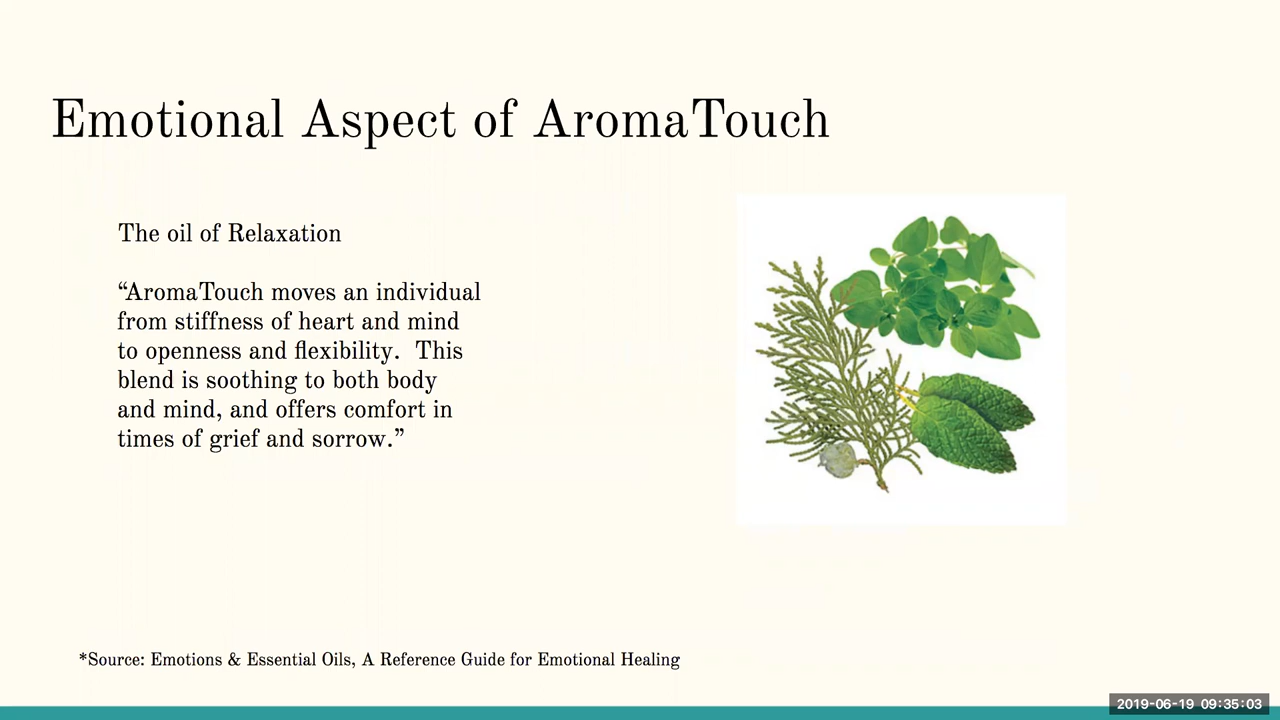 Emotional Aspect of AromaTouch
The oil of Relaxation
“AromaTouch moves an individual
from stiffness of heart and mind
to openness and flexibility.  This
blend is soothing to both body
and mind, and offers comfort in
times of grief and sorrow.”
*Source: Emotions & Essential Oils, A Reference Guide for Emotional Healing
2019-06-19 09:35:03